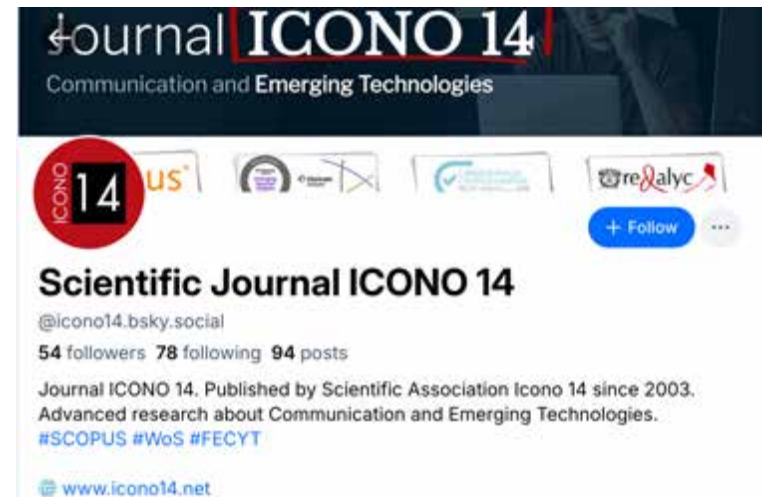 Journal ICONO 14
Communication and Emerging Technologies
ICONO
14
us
redalyc
+ Follow
Scientific Journal ICONO 14
@icono14.bsky.social
54 followers 78 following 94 posts
Journal ICONO 14. Published by Scientific Association Icono 14 since 2003.
Advanced research about Communication and Emerging Technologies.
#SCOPUS #WoS #FECYT
www.icono14.net